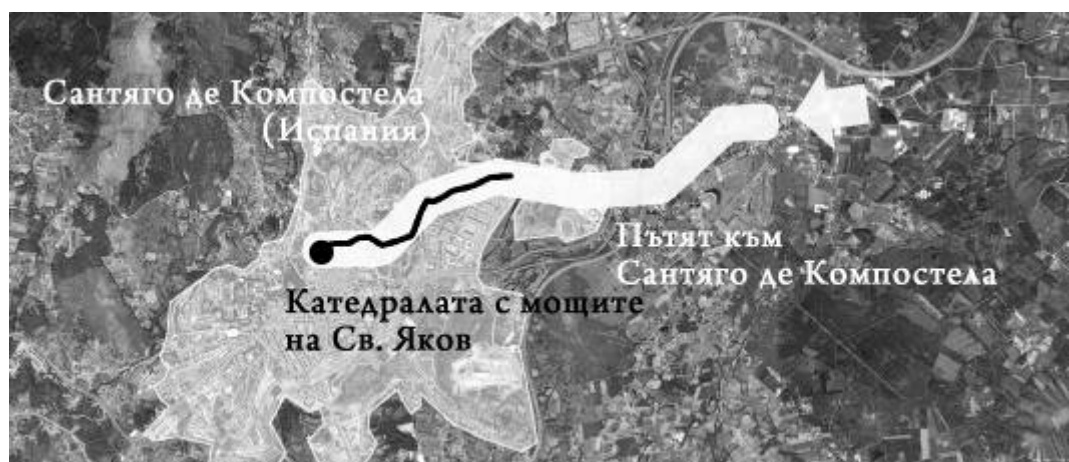 Сантяго де Компостела
(Испания)
Пътят към
Сантяго де Компостела
Катедралата с мощите
на Св. Яков